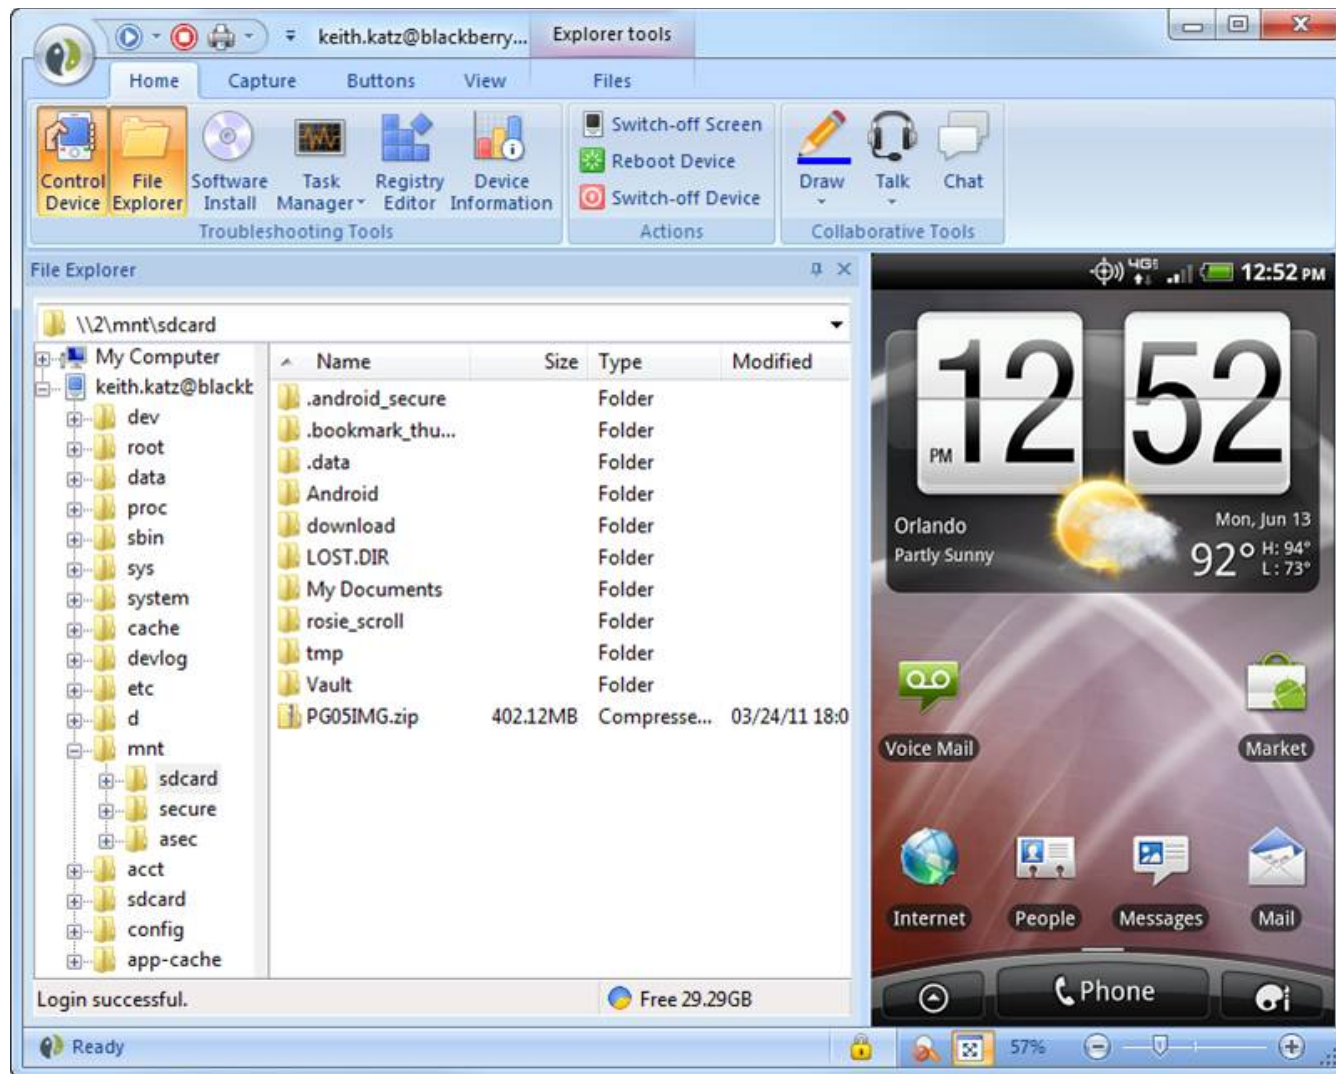 keith.katz@blackberry... Explorer tools
Home Capture Buttons View Files
Control Device
File Explorer
Software Install
Task Manager
Registry Editor
Device Information
Troubleshooting Tools
Switch-off Screen
Reboot Device
Switch-off Device
Actions
Draw
Talk
Chat
Collaborative Tools
File Explorer
\\2\mnt\sdcard
My Computer
keith.katz@blackb
dev
root
data
proc
sbin
sys
system
cache
devlog
etc
d
mnt
sdcard
secure
asec
acct
sdcard
config
app-cache
Name Size Type Modified
.android_secure Folder
.bookmark_thu... Folder
.data Folder
Android Folder
download Folder
LOST.DIR Folder
My Documents Folder
rosie_scroll Folder
tmp Folder
Vault Folder
PG05IMG.zip 402.12MB Compresse... 03/24/11 18:0
Login successful. Free 29.29GB
4G 12:52 PM
12 52
PM
Orlando
Partly Sunny
Mon, Jun 13
92° H: 94°
L: 73°
Voice Mail Market
Internet People Messages Mail
Phone
Ready 57%